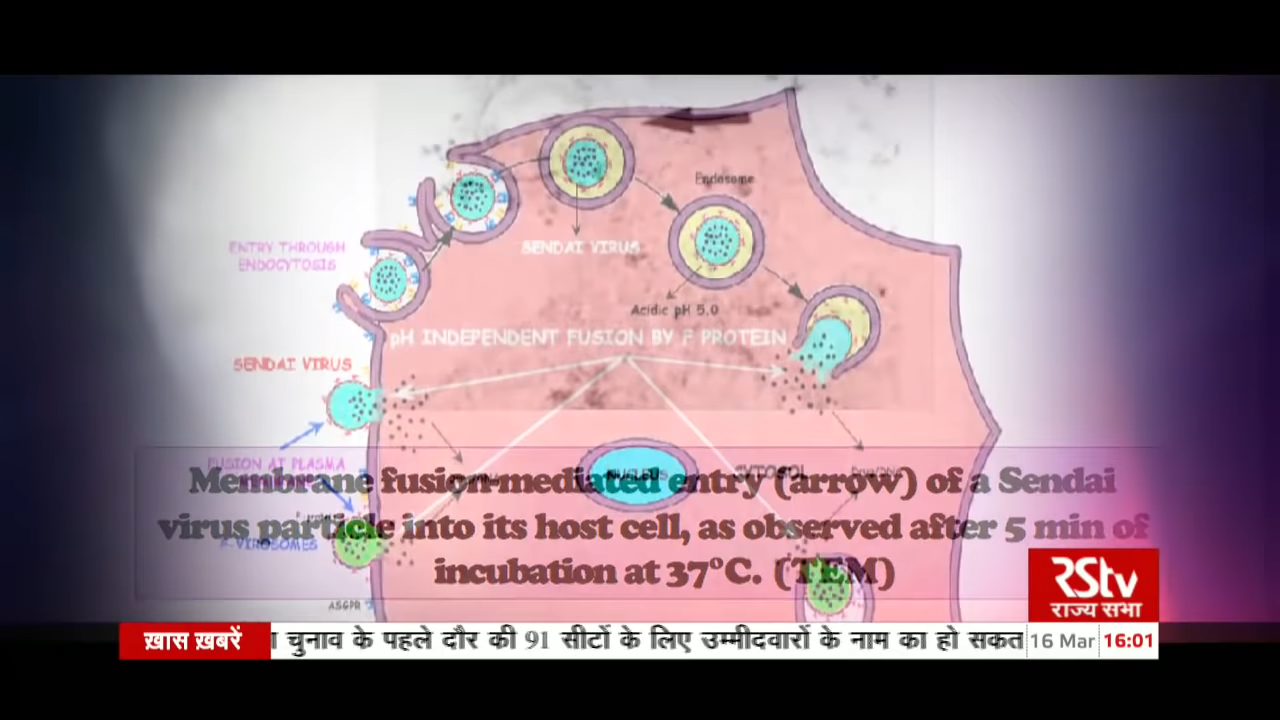 Endosome
ENTRY THROUGH
ENDOCYTOSIS
SENDAI VIRUS
Acidic pH 5.0
pH INDEPENDENT FUSION BY F PROTEIN
SENDAI VIRUS
FUSION AT PLASMA
NUCLEUS
CYTOSOL
Membrane fusion-mediated entry (arrow) of a Sendai
virus particle into its host cell, as observed after 5 min of
F-VIROSOMES
incubation at 37°C. (TEM)
ASGPR
RStv
राज्य सभा
ख़ास ख़बरें
चुनाव के पहले दौर की 91 सीटों के लिए उम्मीदवारों के नाम का हो सकत
16 Mar
16:01